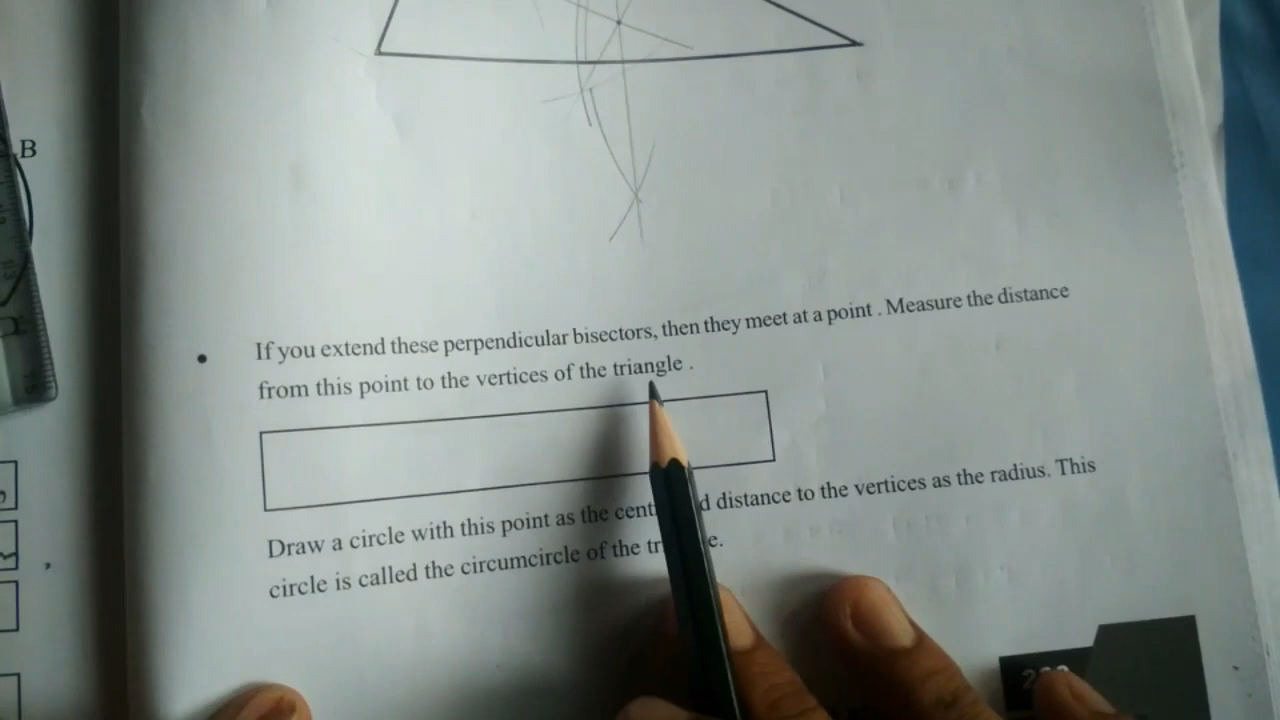 B
If you extend these perpendicular bisectors, then they meet at a point . Measure the distance
from this point to the vertices of the triangle .
Draw a circle with this point as the cent d distance to the vertices as the radius. This
circle is called the circumcircle of the tr e.